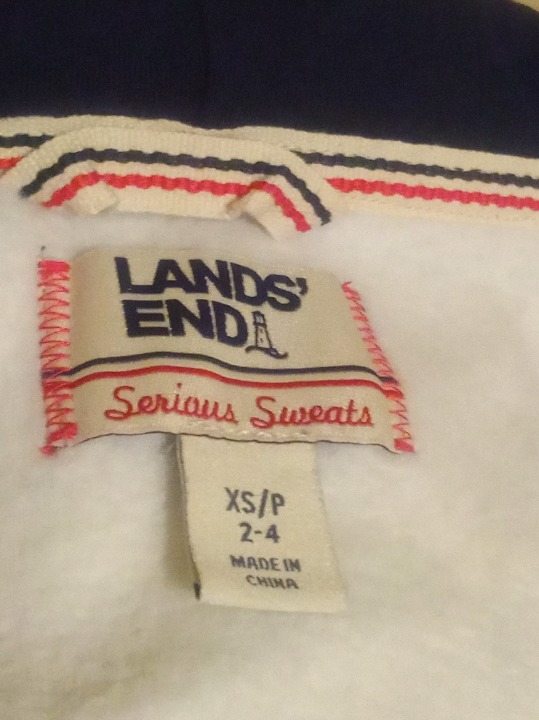 LANDS'
END
Serious Sweats
XS/P
2-4
MADE IN
CHINA